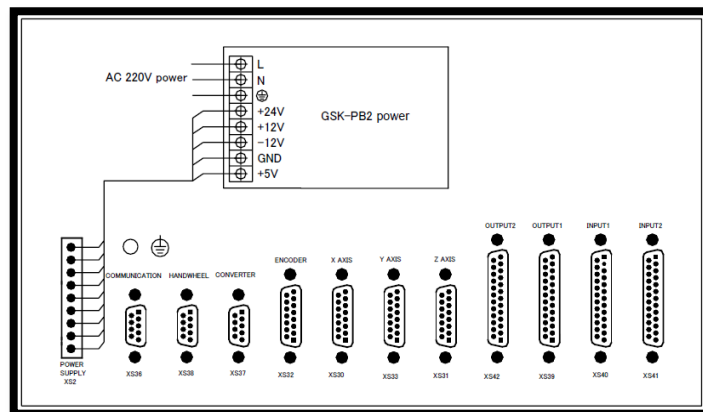 AC 220V power
L
N
+24V
+12V
-12V
GND
+5V
GSK-PB2 power
OUTPUT2 OUTPUT1 INPUT1 INPUT2
ENCODER X AXIS Y AXIS Z AXIS
COMMUNICATION HANDWHEEL CONVERTER
POWER
SUPPLY
XS2
XS36 XS38 XS37 XS32 XS30 XS33 XS31 XS42 XS39 XS40 XS41